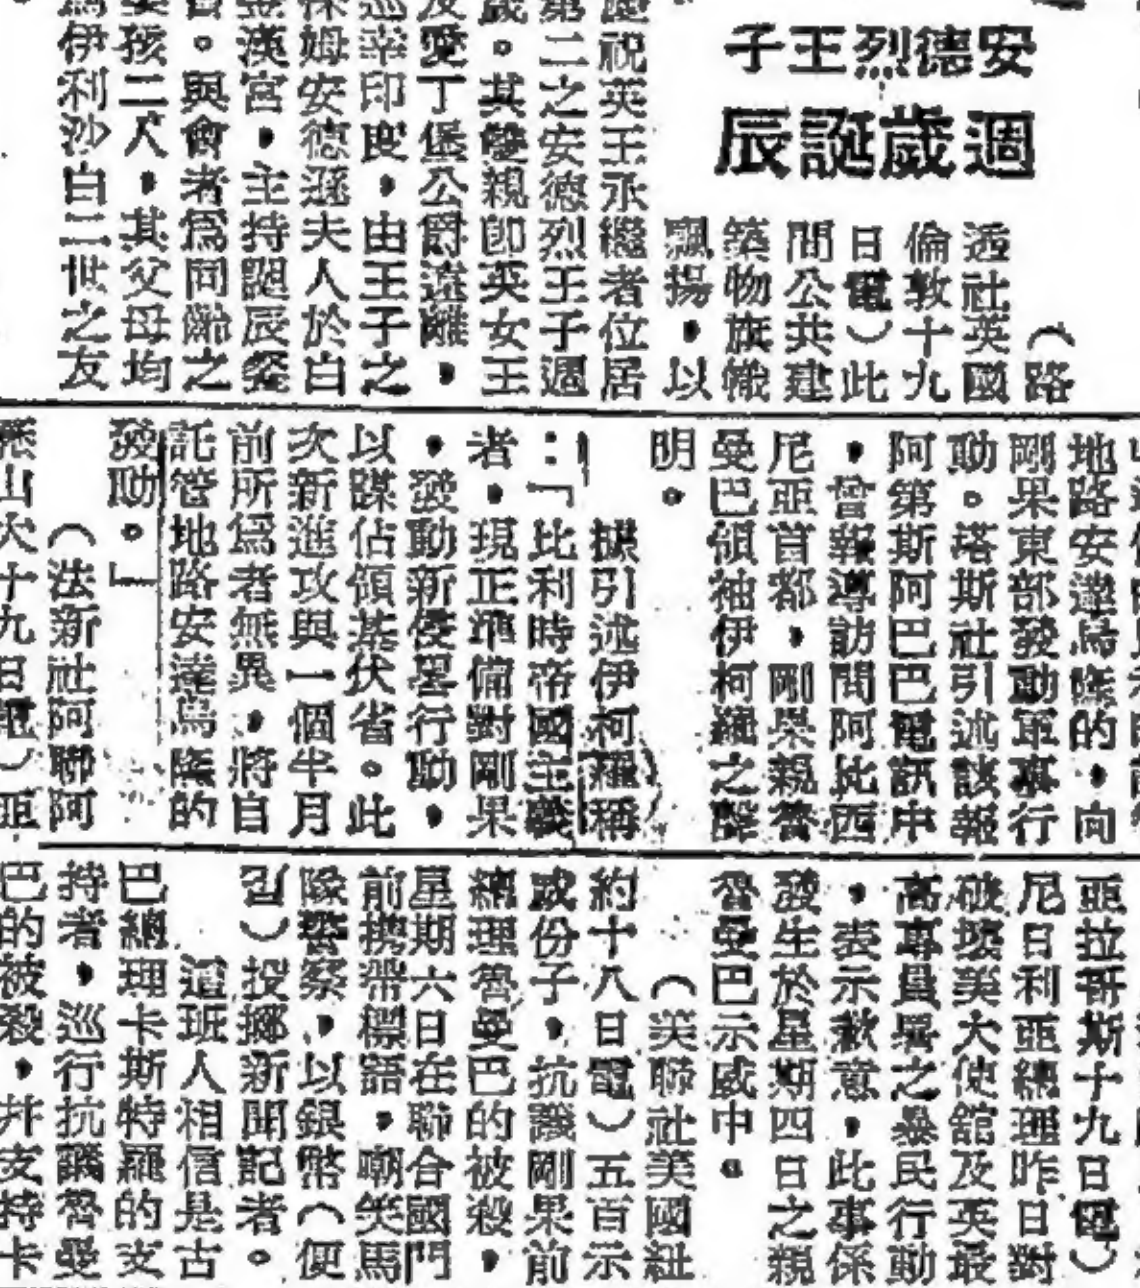 安德烈王子
週歲誕辰
（路
透社英國
倫敦十九
日電）此
間公共建
築物旗幟
飄揚，以
慶祝英王承繼者位居
第二之安德烈王子週
歲。其雙親即英女王
及愛丁堡公爵遠離，
巡幸印度，由王子之
保姆安德遜夫人於白
金漢宮，主持誕辰餐
會。與會者爲同齡之
嬰孩二人，其父母均
爲伊利沙白二世之友
地路安達烏隆的，向
剛果東部發動軍事行
動。塔斯社引述該報
阿第斯阿巴巴電訊中
，曾報導訪問阿比西
尼亞首都，剛果親魯
曼巴領袖伊柯羅之聲
明。
據引述伊柯羅稱
：「比利時帝國主義
者，現正準備對剛果
，發動新侵畧行動，
以謀佔領某伏省。此
次新進攻與一個半月
前所爲者無異，將自
託管地路安達烏隆的
發動。」
（法新社阿聯阿
山大十九日電）亞
亞拉哥斯十九日電）
尼日利亞總理昨日對
破壞美大使舘及英最
高專員署之暴民行動
，表示歉意，此事係
發生於星期四日之親
魯曼巴示威中。
（美聯社美國紐
約十八日電）五百示
威份子，抗議剛果前
總理魯曼巴的被殺，
星期六日在聯合國門
前携帶標語，嘲笑馬
隊警察，以銀幣（便
士）投擲新聞記者。
這班人相信是古
巴總理卡斯特羅的支
持者，巡行抗議魯曼
巴的被殺，并支持卡